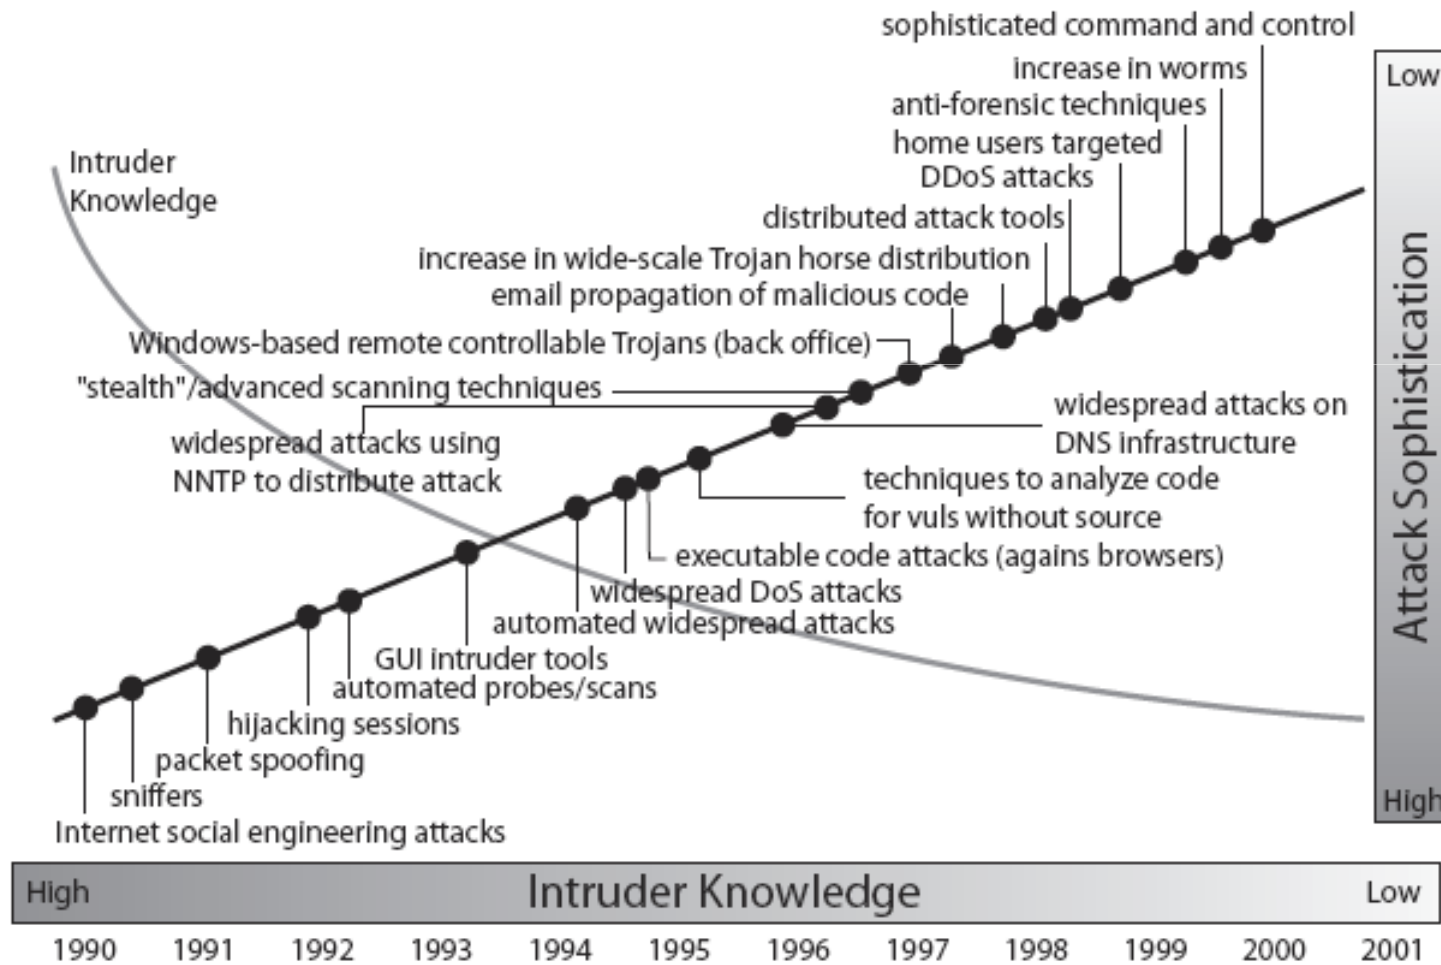 sophisticated command and control
increase in worms
anti-forensic techniques
home users targeted
DDoS attacks
distributed attack tools
increase in wide-scale Trojan horse distribution
email propagation of malicious code
Windows-based remote controllable Trojans (back office)
"stealth"/advanced scanning techniques
widespread attacks using
NNTP to distribute attack
Intruder
Knowledge
widespread attacks on
DNS infrastructure
techniques to analyze code
for vuls without source
executable code attacks (agains browsers)
widespread DoS attacks
automated widespread attacks
GUI intruder tools
automated probes/scans
hijacking sessions
packet spoofing
sniffers
Internet social engineering attacks
Low
Attack Sophistication
High
High Intruder Knowledge Low
1990 1991 1992 1993 1994 1995 1996 1997 1998 1999 2000 2001